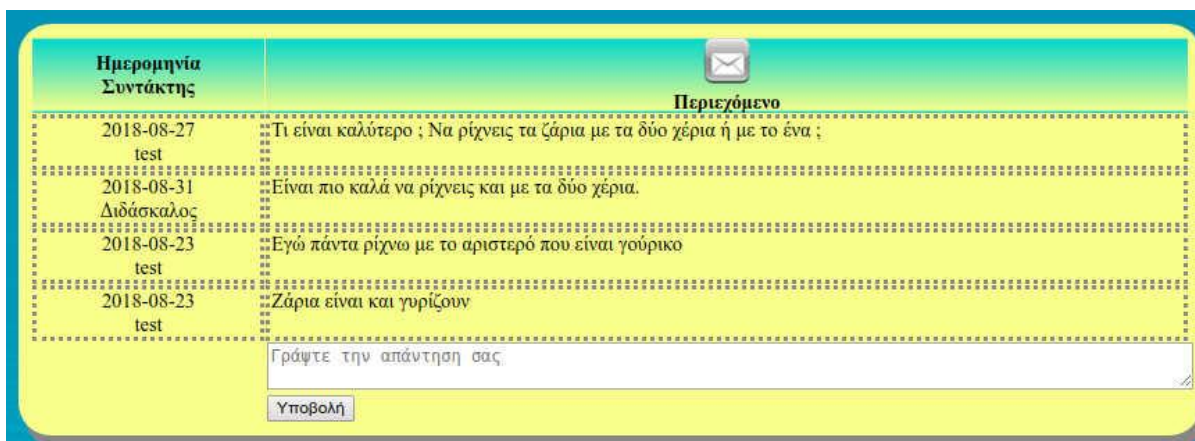 Ημερομηνία
Συντάκτης
Περιεχόμενο
2018-08-27
test
Τι είναι καλύτερο ; Να ρίχνεις τα ζάρια με τα δύο χέρια ή με το ένα ;
2018-08-31
Διδάσκαλος
Είναι πιο καλά να ρίχνεις και με τα δύο χέρια.
2018-08-23
test
Εγώ πάντα ρίχνω με το αριστερό που είναι γούρικο
2018-08-23
test
Ζάρια είναι και γυρίζουν
Γράψτε την απάντηση σας
Υποβολή